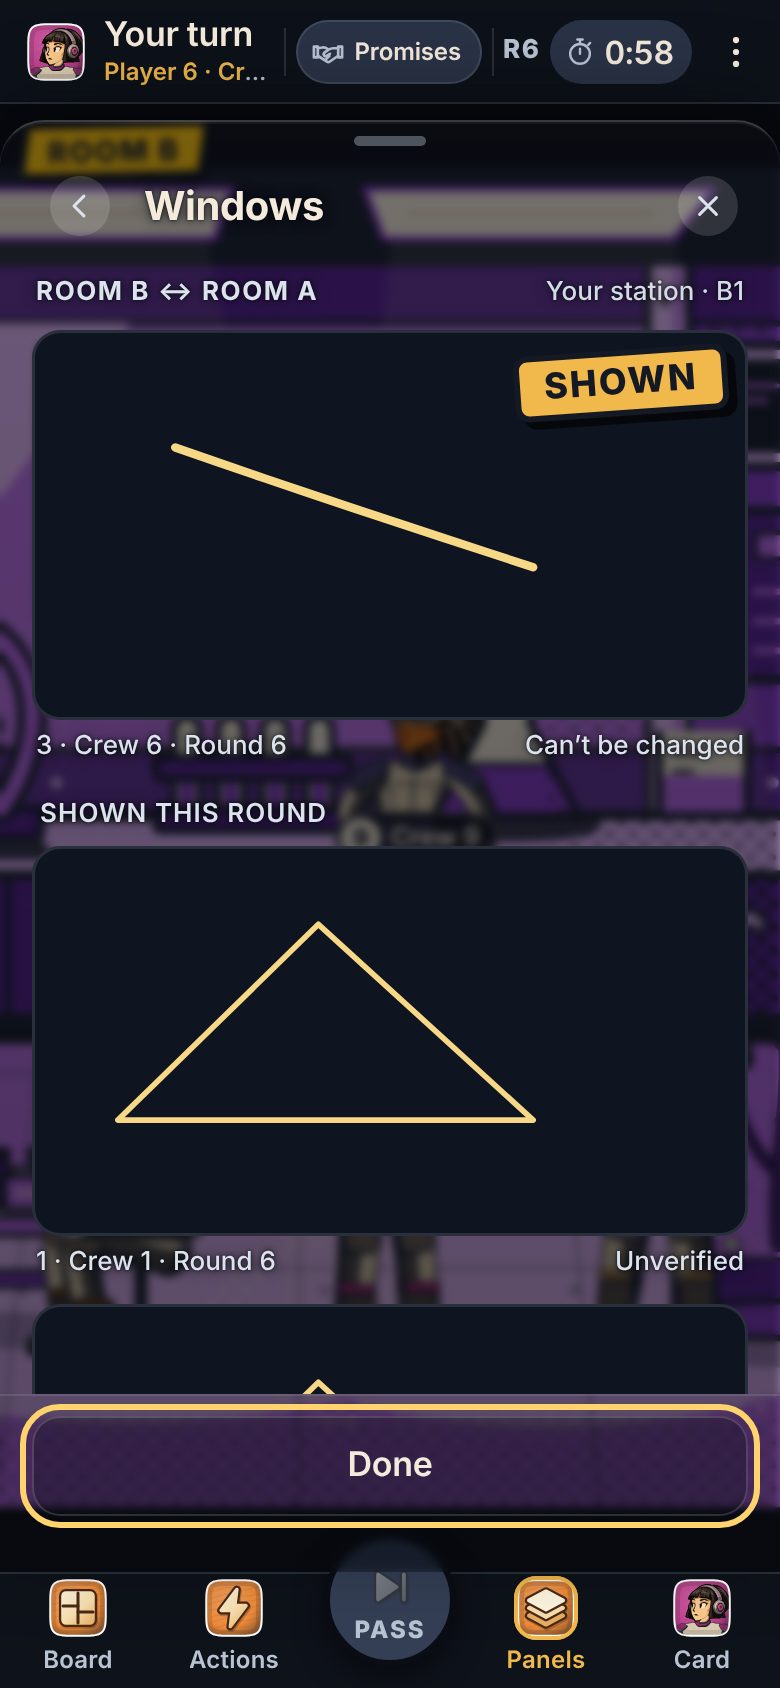 Your turn
Player 6 · Cr...
Promises
R6
0:58
ROOM B
Windows
ROOM B ↔ ROOM A
Your station · B1
SHOWN
3 · Crew 6 · Round 6
Can’t be changed
SHOWN THIS ROUND
1 · Crew 1 · Round 6
Unverified
Done
PASS
Board
Actions
Panels
Card